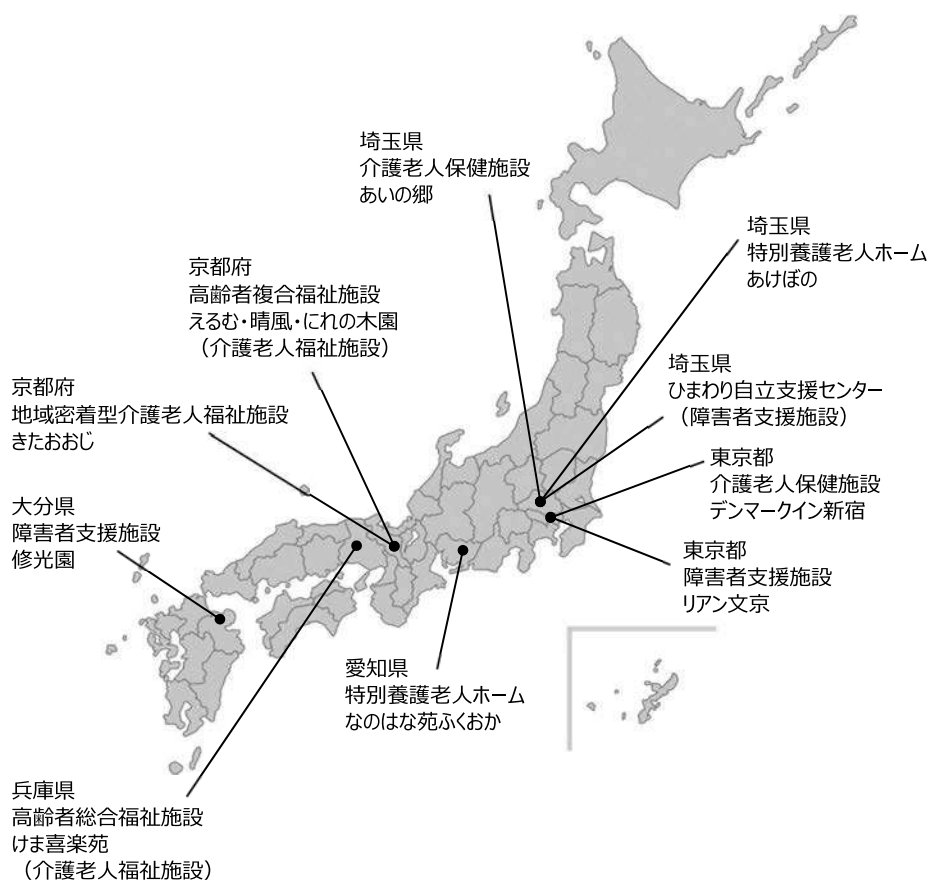 埼玉県
介護老人保健施設
あいの郷
埼玉県
特別養護老人ホーム
あけぼの
京都府
高齢者複合福祉施設
えるむ・晴風・にれの木園
（介護老人福祉施設）
埼玉県
ひまわり自立支援センター
（障害者支援施設）
京都府
地域密着型介護老人福祉施設
きたおおじ
東京都
介護老人保健施設
デンマークイン新宿
大分県
障害者支援施設
修光園
東京都
障害者支援施設
リアン文京
愛知県
特別養護老人ホーム
なのはな苑ふくおか
兵庫県
高齢者総合福祉施設
けま喜楽苑
（介護老人福祉施設）